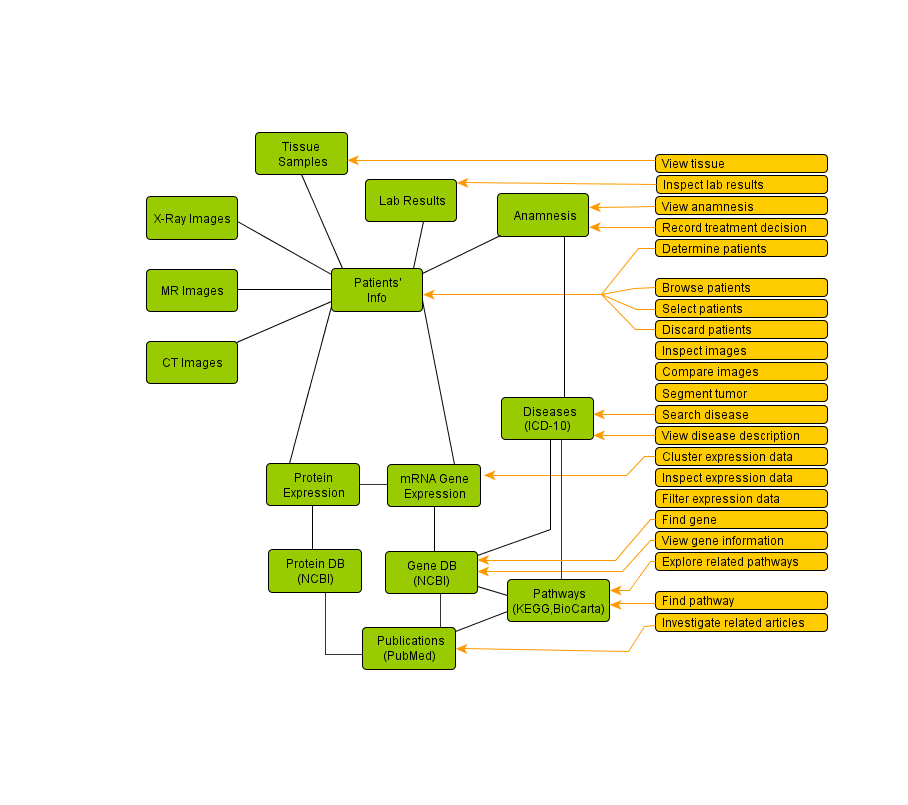 Tissue
Samples
Lab Results
X-Ray Images
Anamnesis
MR Images
Patients'
Info
CT Images
Diseases
(ICD-10)
Protein
Expression
mRNA Gene
Expression
Protein DB
(NCBI)
Gene DB
(NCBI)
Pathways
(KEGG,BioCarta)
Publications
(PubMed)
View tissue
Inspect lab results
View anamnesis
Record treatment decision
Determine patients
Browse patients
Select patients
Discard patients
Inspect images
Compare images
Segment tumor
Search disease
View disease description
Cluster expression data
Inspect expression data
Filter expression data
Find gene
View gene information
Explore related pathways
Find pathway
Investigate related articles